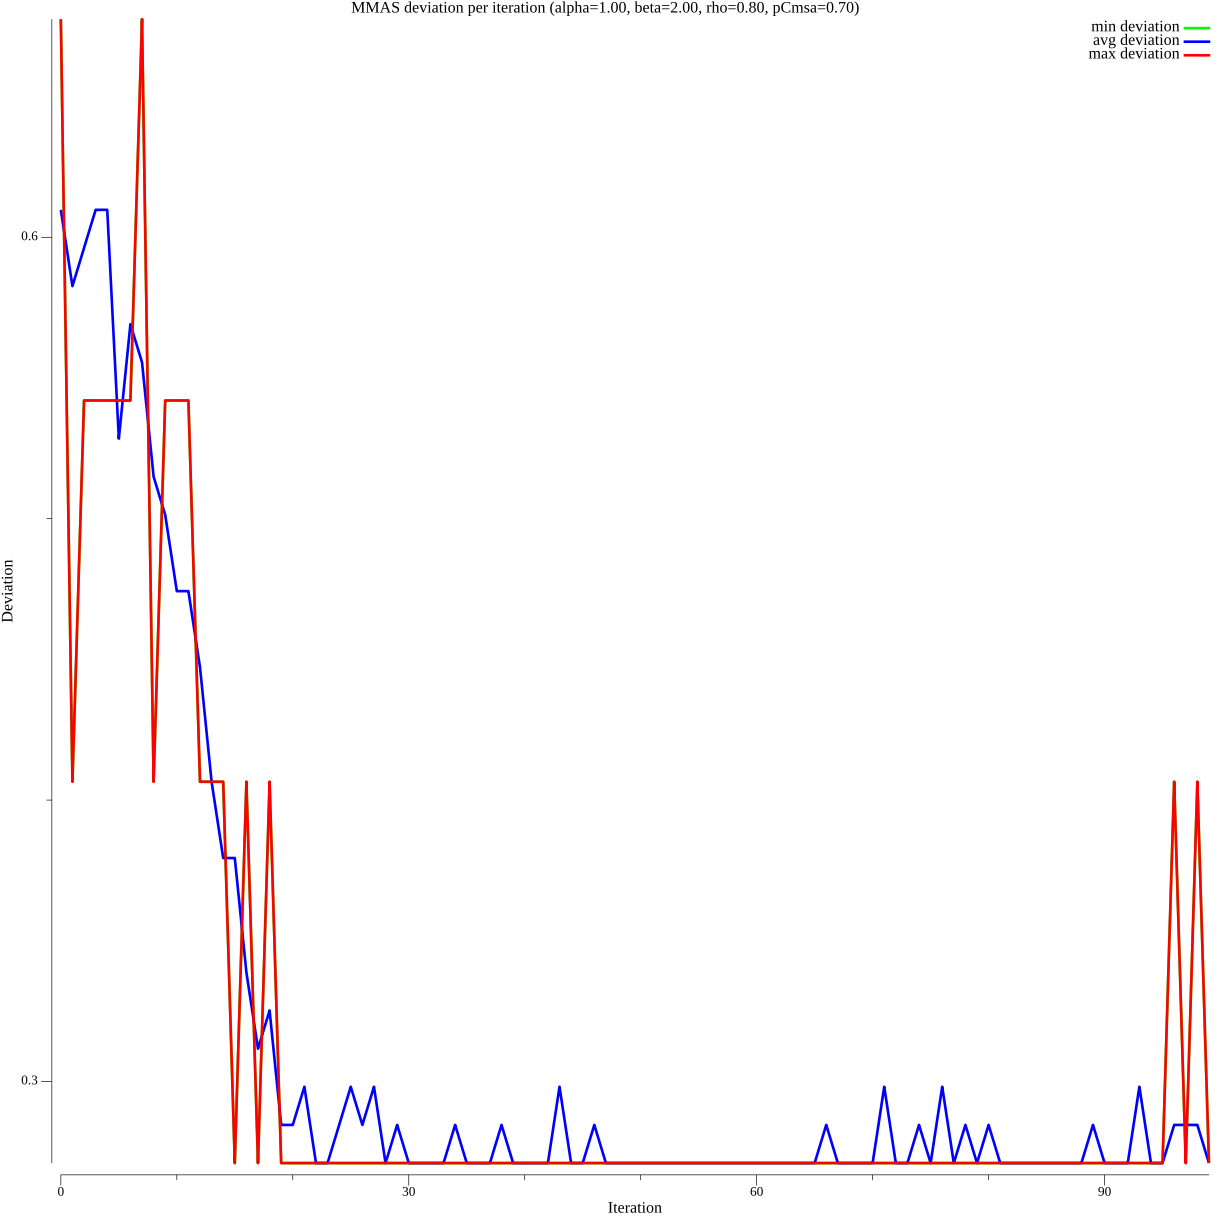 MMAS deviation per iteration (alpha=1.00, beta=2.00, rho=0.80, pCmsa=0.70)
min deviation
avg deviation
max deviation
0.6
Deviation
0.3
0 30 60 90
Iteration